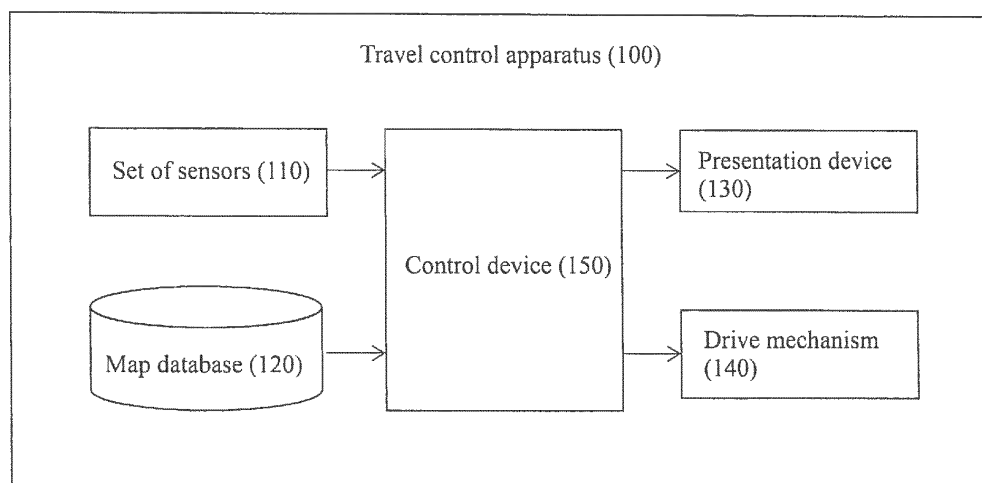 Travel control apparatus (100)
Set of sensors (110)
Presentation device
(130)
Control device (150)
Map database (120)
Drive mechanism
(140)